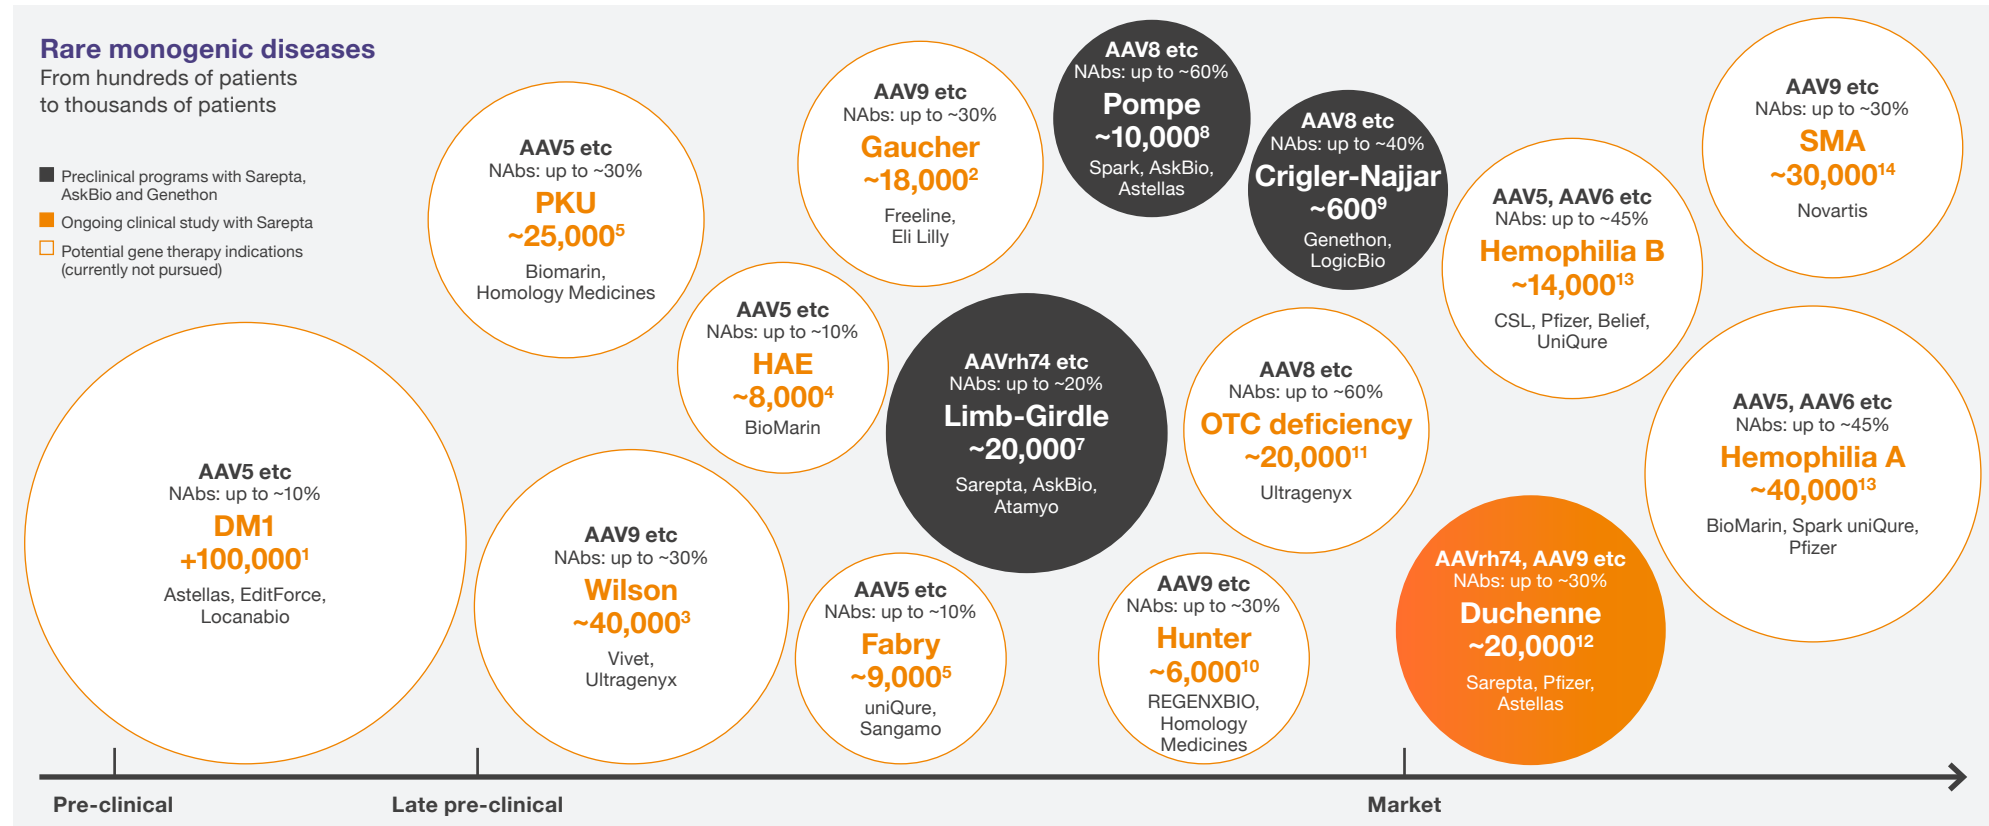 Rare monogenic diseases
From hundreds of patients
to thousands of patients
Preclinical programs with Sarepta,
AskBio and Genethon
Ongoing clinical study with Sarepta
Potential gene therapy indications
(currently not pursued)
AAV5 etc
NAbs: up to ~10%
DM1
+100,000¹
Astellas, EditForce,
Locanabio
AAV5 etc
NAbs: up to ~30%
PKU
~25,000⁵
Biomarin,
Homology Medicines
AAV9 etc
NAbs: up to ~30%
Wilson
~40,000³
Vivet,
Ultragenyx
AAV5 etc
NAbs: up to ~10%
HAE
~8,000⁴
BioMarin
AAV9 etc
NAbs: up to ~30%
Gaucher
~18,000²
Freeline,
Eli Lilly
AAV5 etc
NAbs: up to ~10%
Fabry
~9,000⁵
uniQure,
Sangamo
AAVrh74 etc
NAbs: up to ~20%
Limb-Girdle
~20,000⁷
Sarepta, AskBio,
Atamyo
AAV8 etc
NAbs: up to ~60%
Pompe
~10,000⁸
Spark, AskBio,
Astellas
AAV8 etc
NAbs: up to ~40%
Crigler-Najjar
~600⁹
Genethon,
LogicBio
AAV9 etc
NAbs: up to ~30%
Hunter
~6,000¹⁰
REGENXBIO,
Homology
Medicines
AAV8 etc
NAbs: up to ~60%
OTC deficiency
~20,000¹¹
Ultragenyx
AAVrh74, AAV9 etc
NAbs: up to ~30%
Duchenne
~20,000¹²
Sarepta, Pfizer,
Astellas
AAV5, AAV6 etc
NAbs: up to ~45%
Hemophilia B
~14,000¹³
CSL, Pfizer, Belief,
UniQure
AAV9 etc
NAbs: up to ~30%
SMA
~30,000¹⁴
Novartis
AAV5, AAV6 etc
NAbs: up to ~45%
Hemophilia A
~40,000¹³
BioMarin, Spark uniQure,
Pfizer
Pre-clinical
Late pre-clinical
Market